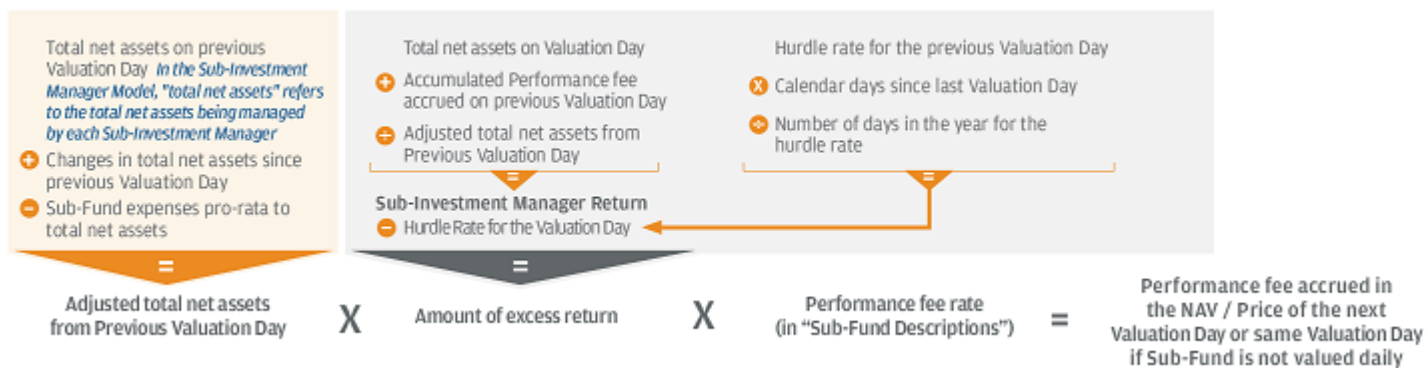 Total net assets on previous
Valuation Day In the Sub-Investment
Manager Model, "total net assets" refers
to the total net assets being managed
by each Sub-Investment Manager
+ Changes in total net assets since
previous Valuation Day
− Sub-Fund expenses pro-rata to
total net assets
=
Total net assets on Valuation Day
+ Accumulated Performance fee
accrued on previous Valuation Day
÷ Adjusted total net assets from
Previous Valuation Day
=
Sub-Investment Manager Return
− Hurdle Rate for the Valuation Day
=
Hurdle rate for the previous Valuation Day
X Calendar days since last Valuation Day
÷ Number of days in the year for the
hurdle rate
=
Adjusted total net assets
from Previous Valuation Day
X
Amount of excess return
X
Performance fee rate
(in “Sub-Fund Descriptions”)
=
Performance fee accrued in
the NAV / Price of the next
Valuation Day or same Valuation Day
if Sub-Fund is not valued daily